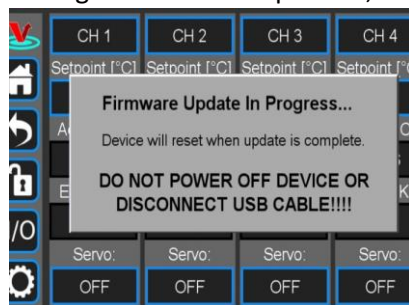 CH 1 CH 2 CH 3 CH 4
Setpoint [°C] Setpoint [°C] Setpoint [°C] Setpoint [°
Firmware Update In Progress...
Device will reset when update is complete.
DO NOT POWER OFF DEVICE OR
DISCONNECT USB CABLE!!!!
/O
Servo: Servo: Servo: Servo:
OFF OFF OFF OFF